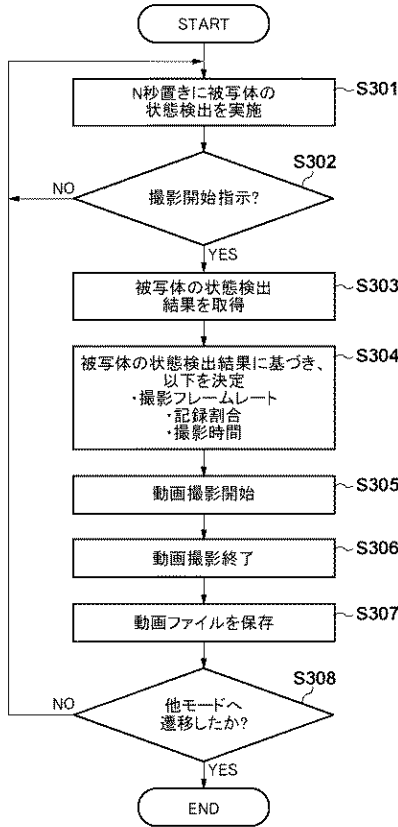 START
N秒置きに被写体の
状態検出を実施
S301
S302
撮影開始指示?
NO
YES
被写体の状態検出
結果を取得
S303
被写体の状態検出結果に基づき、
以下を決定
・撮影フレームレート
・記録割合
・撮影時間
S304
動画撮影開始
S305
動画撮影終了
S306
動画ファイルを保存
S307
S308
他モードへ
遷移したか?
NO
YES
END